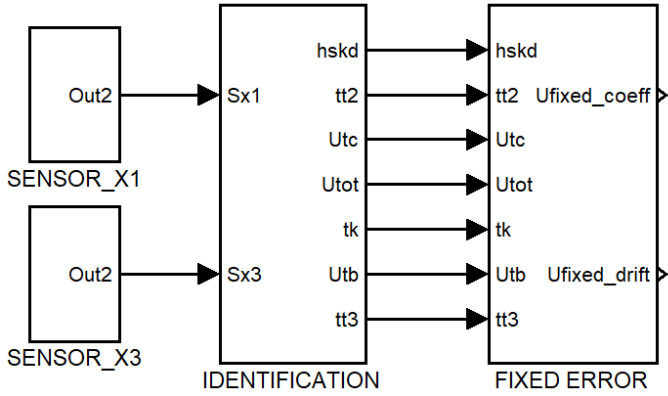 hskd hskd
Out2 Sx1 tt2 tt2 Ufixed_coeff
Utc Utc
SENSOR_X1
Utot Utot
tk tk
Out2 Sx3 Utb Utb Ufixed_drift
tt3 tt3
SENSOR_X3
IDENTIFICATION FIXED ERROR